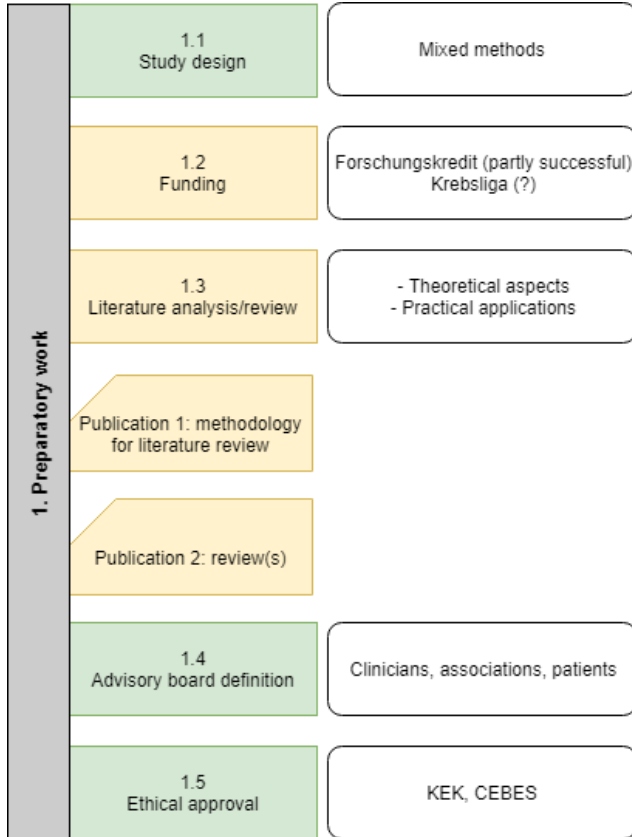 1. Preparatory work
1.1
Study design
Mixed methods
1.2
Funding
Forschungskredit (partly successful)
Krebsliga (?)
1.3
Literature analysis/review
- Theoretical aspects
- Practical applications
Publication 1: methodology
for literature review
Publication 2: review(s)
1.4
Advisory board definition
Clinicians, associations, patients
1.5
Ethical approval
KEK, CEBES